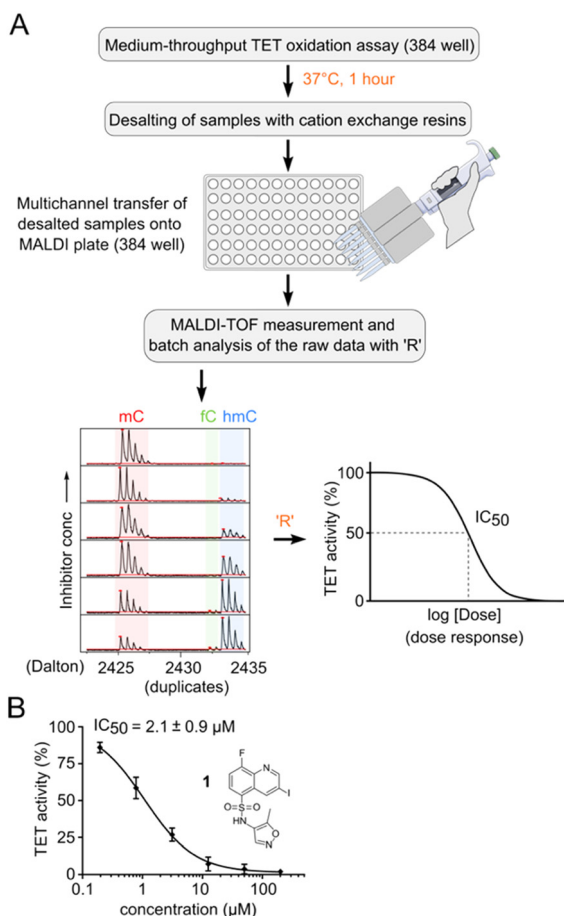 A
Medium-throughput TET oxidation assay (384 well)
37°C, 1 hour
Desalting of samples with cation exchange resins
Multichannel transfer of
desalted samples onto
MALDI plate (384 well)
MALDI-TOF measurement and
batch analysis of the raw data with 'R'
mC fC hmC
Inhibitor conc
(Dalton) 2425 2430 2435
(duplicates)
'R'
TET activity (%)
100
50
0
IC50
log [Dose]
(dose response)
B
IC50 = 2.1 ± 0.9 µM
TET activity (%)
100
75
50
25
0
0.1 1 10 100
concentration (µM)
1
F
N
I
O=S=O
HN
O
N